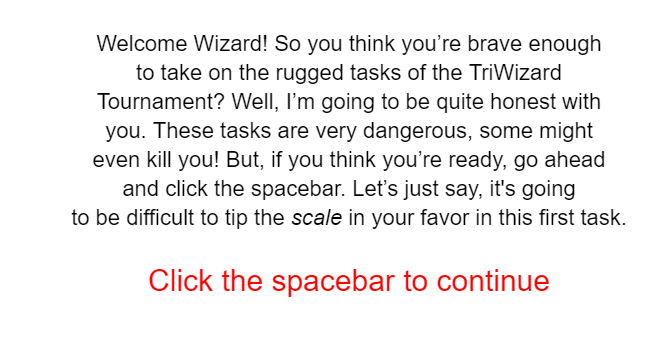 Welcome Wizard! So you think you’re brave enough
to take on the rugged tasks of the TriWizard
Tournament? Well, I’m going to be quite honest with
you. These tasks are very dangerous, some might
even kill you! But, if you think you’re ready, go ahead
and click the spacebar. Let’s just say, it's going
to be difficult to tip the scale in your favor in this first task.
Click the spacebar to continue